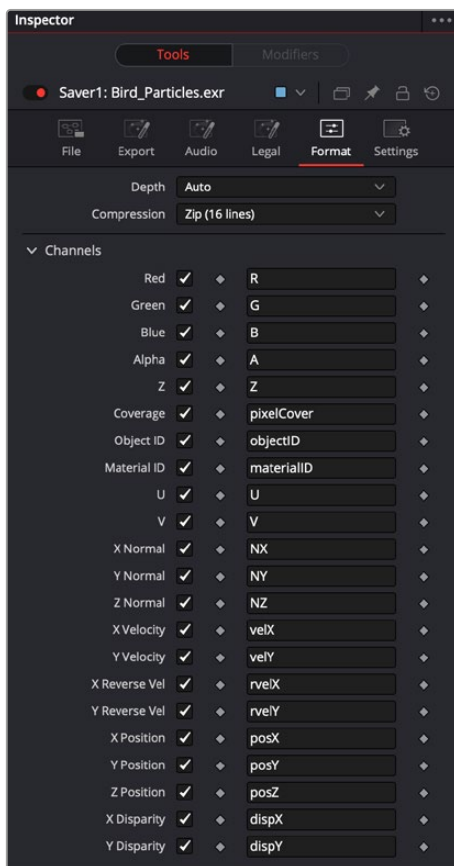 Inspector
Tools Modifiers
Saver1: Bird_Particles.exr
File Export Audio Legal Format Settings
Depth Auto
Compression Zip (16 lines)
Channels
Red R
Green G
Blue B
Alpha A
Z Z
Coverage pixelCover
Object ID objectID
Material ID materialID
U U
V V
X Normal NX
Y Normal NY
Z Normal NZ
X Velocity velX
Y Velocity velY
X Reverse Vel rvelX
Y Reverse Vel rvelY
X Position posX
Y Position posY
Z Position posZ
X Disparity dispX
Y Disparity dispY